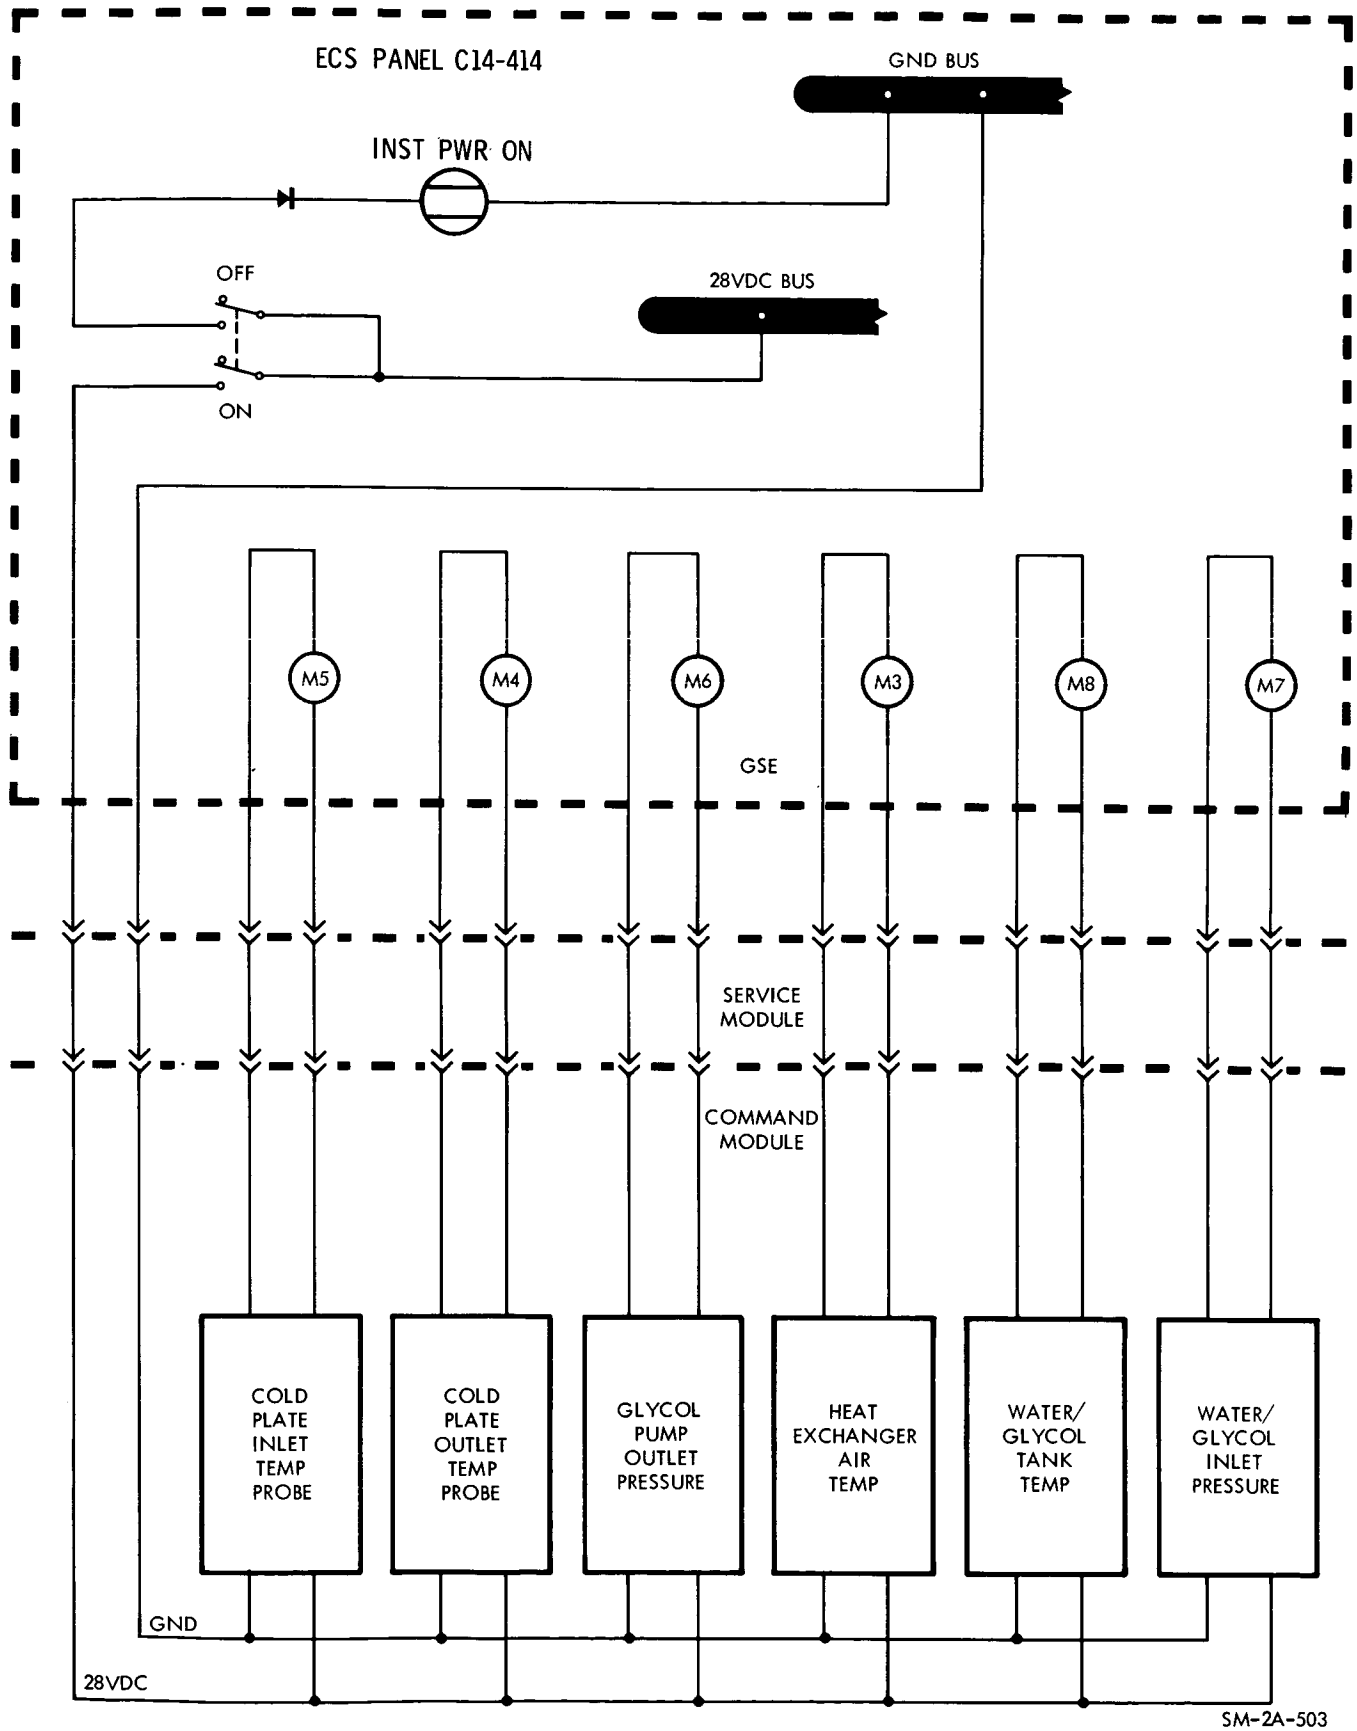 ECS PANEL C14-414
GND BUS
INST PWR ON
OFF
28VDC BUS
ON
M5
M4
M6
M3
M8
M7
GSE
SERVICE
MODULE
COMMAND
MODULE
COLD
PLATE
INLET
TEMP
PROBE
COLD
PLATE
OUTLET
TEMP
PROBE
GLYCOL
PUMP
OUTLET
PRESSURE
HEAT
EXCHANGER
AIR
TEMP
WATER/
GLYCOL
TANK
TEMP
WATER/
GLYCOL
INLET
PRESSURE
GND
28VDC
SM-2A-503